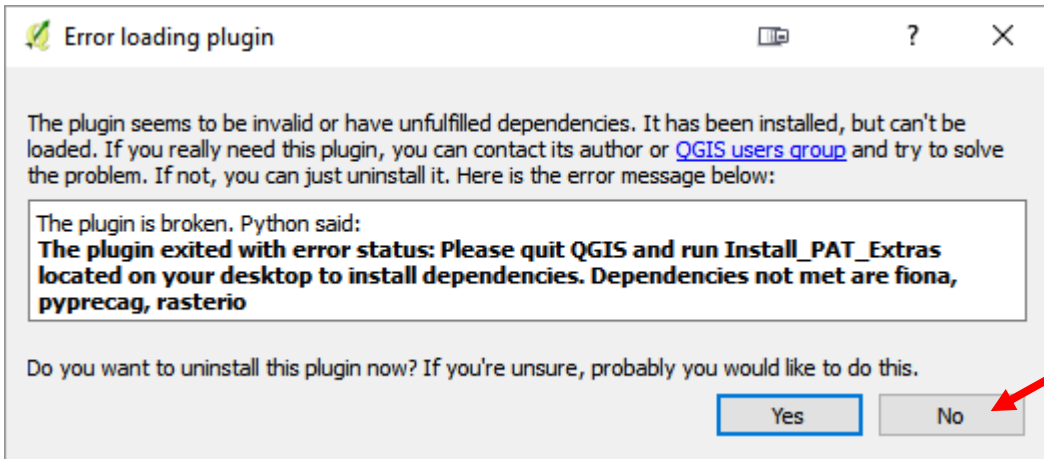 Error loading plugin
?
The plugin seems to be invalid or have unfulfilled dependencies. It has been installed, but can't be
loaded. If you really need this plugin, you can contact its author or QGIS users group and try to solve
the problem. If not, you can just uninstall it. Here is the error message below:
The plugin is broken. Python said:
The plugin exited with error status: Please quit QGIS and run Install_PAT_Extras
located on your desktop to install dependencies. Dependencies not met are fiona,
pyprecag, rasterio
Do you want to uninstall this plugin now? If you're unsure, probably you would like to do this.
Yes No